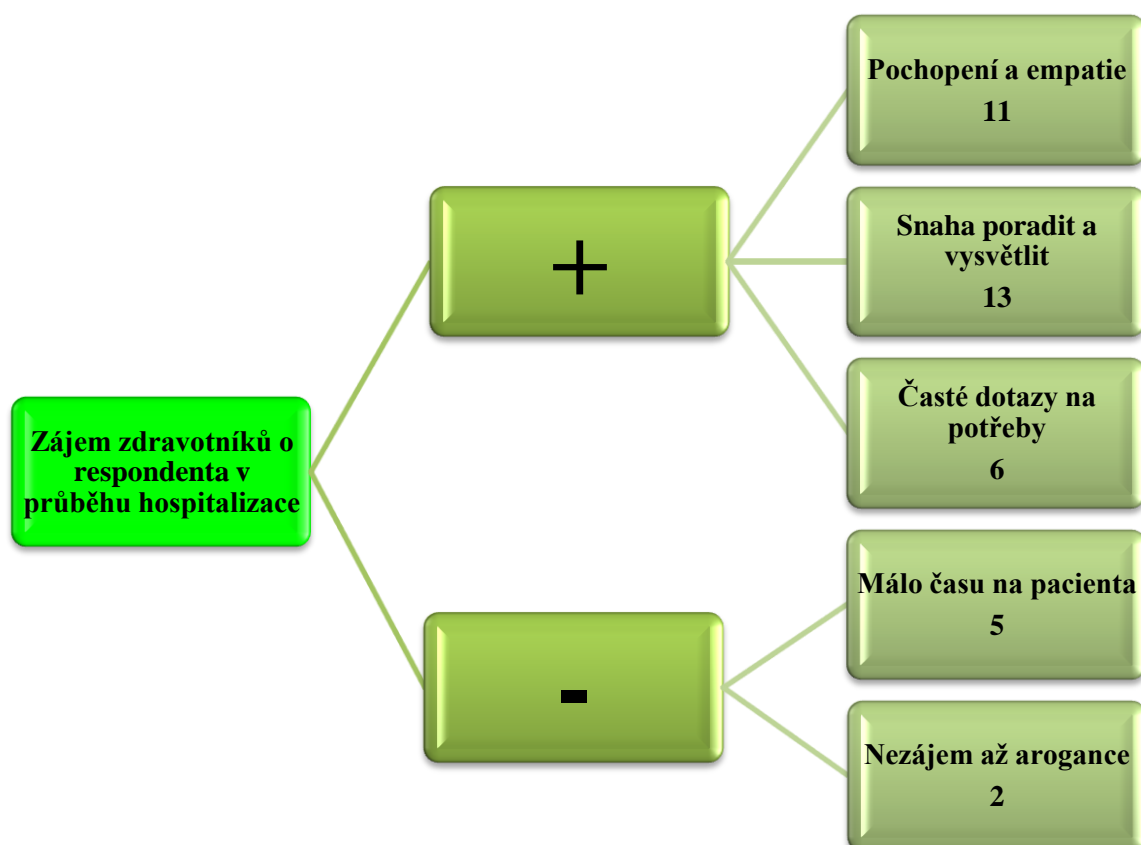 Zájem zdravotníků o
respondenta v
průběhu hospitalizace
+
Pochopení a empatie
11
Snaha poradit a
vysvětlit
13
Časté dotazy na
potřeby
6
-
Málo času na pacienta
5
Nezájem až arogance
2